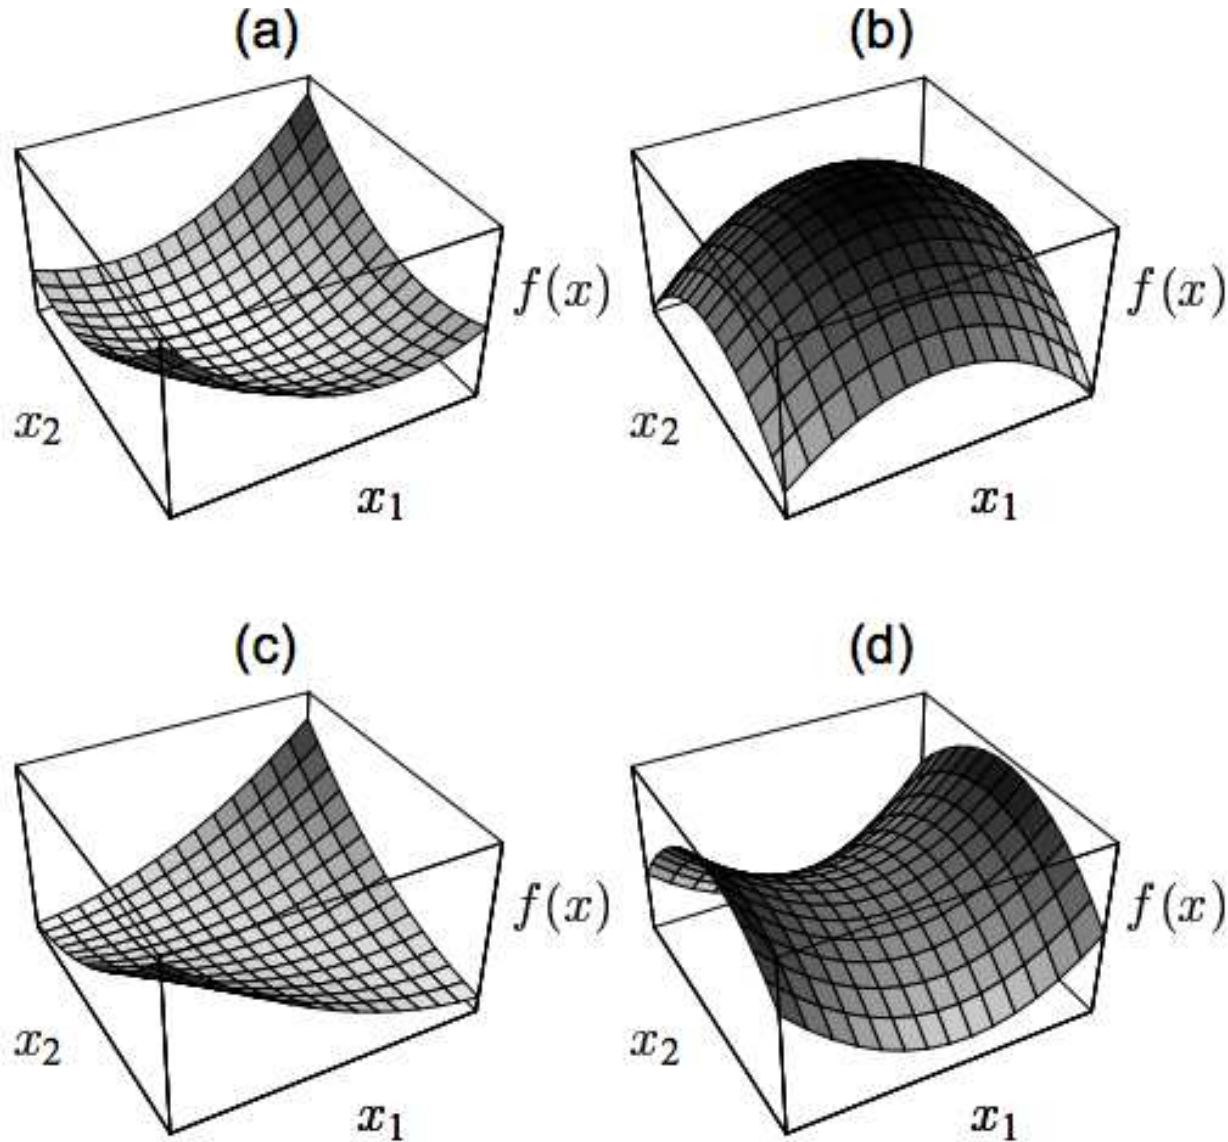 (a) (b)
f(x) f(x)
x₂ x₂
x₁ x₁
(c) (d)
f(x) f(x)
x₂ x₂
x₁ x₁